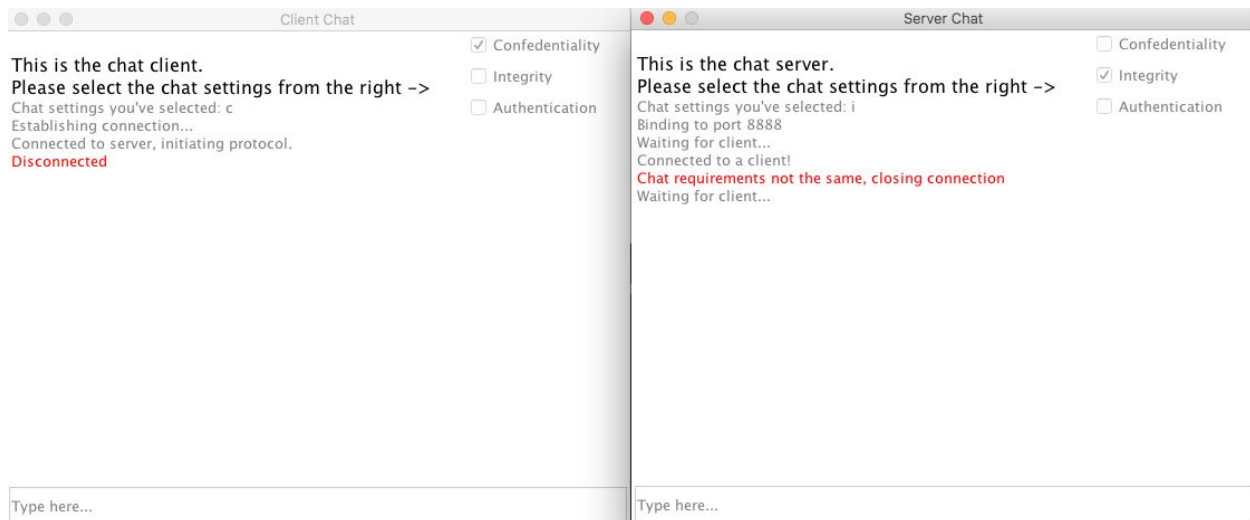 Client Chat
This is the chat client.
Please select the chat settings from the right ->
Chat settings you've selected: c
Establishing connection...
Connected to server, initiating protocol.
Disconnected
Confedentiality
Integrity
Authentication
Type here...
Server Chat
This is the chat server.
Please select the chat settings from the right ->
Chat settings you've selected: i
Binding to port 8888
Waiting for client...
Connected to a client!
Chat requirements not the same, closing connection
Waiting for client...
Confedentiality
Integrity
Authentication
Type here...